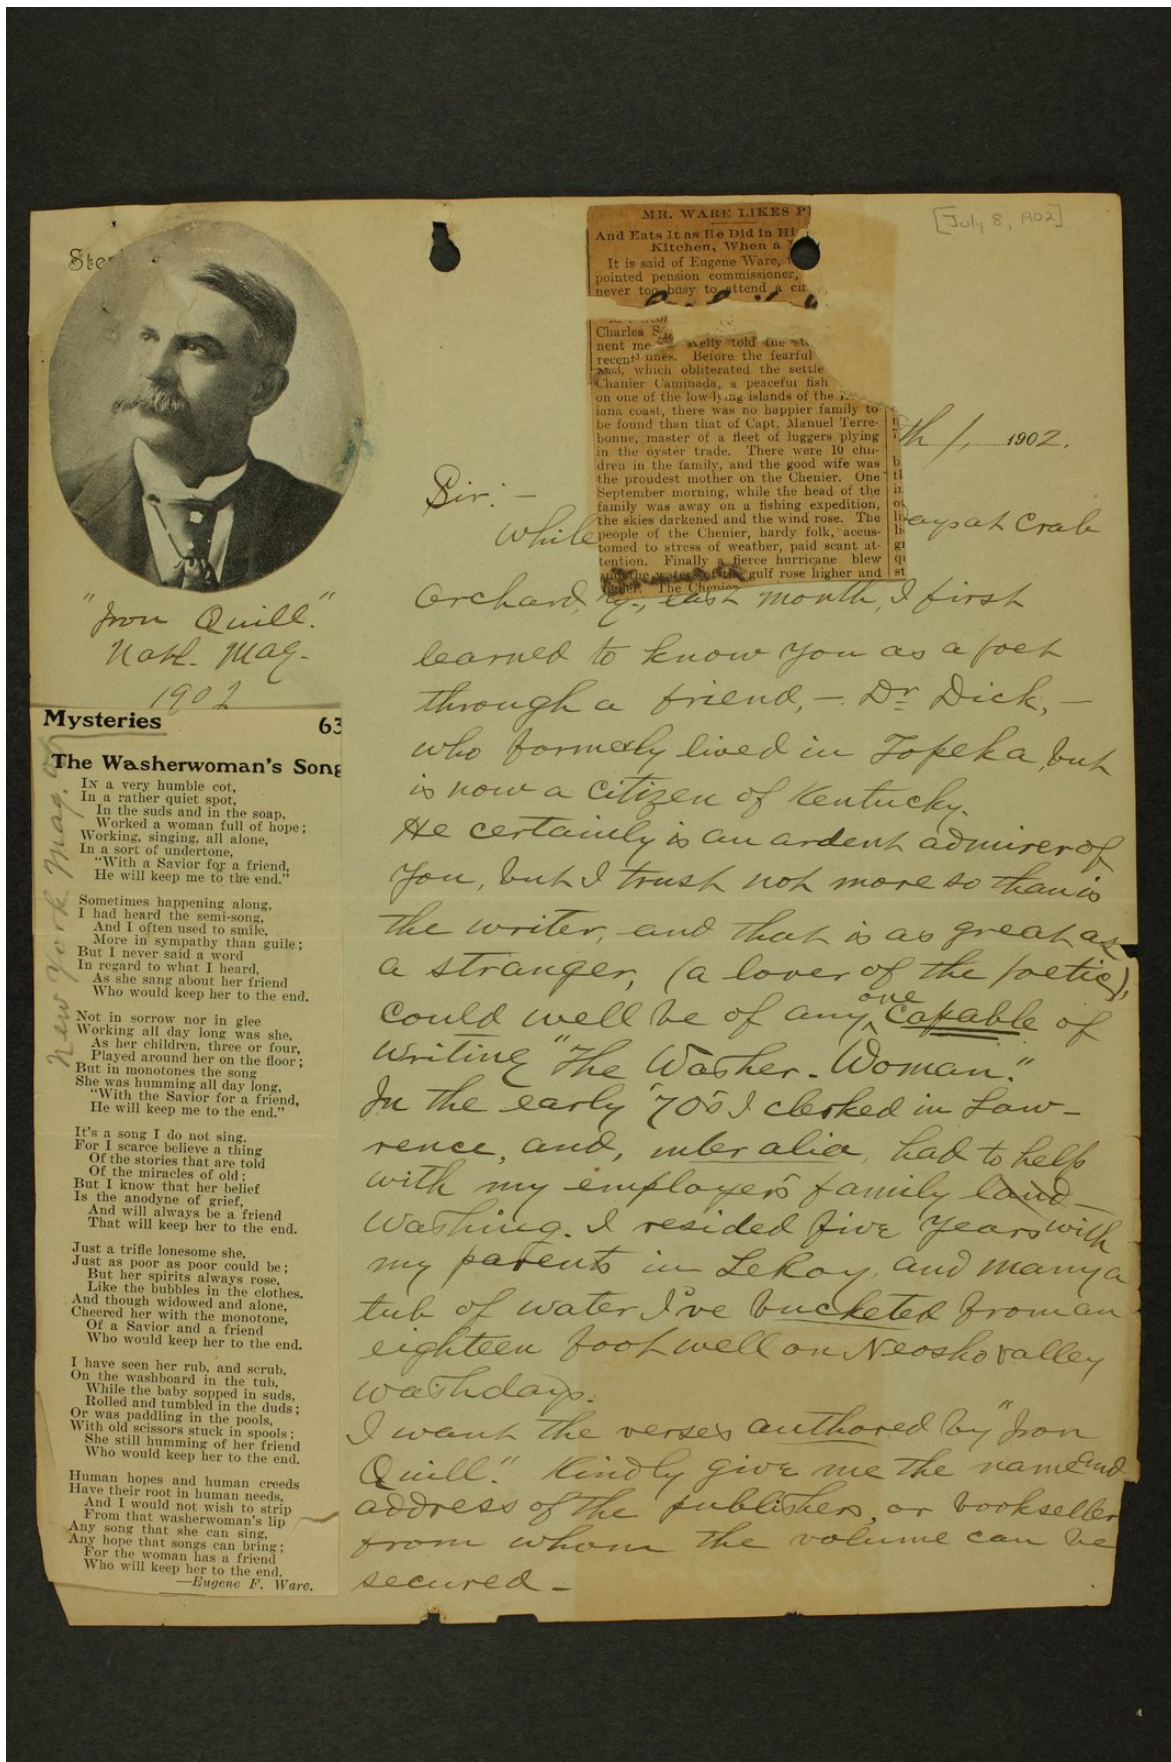 [July 8, 1902]
MR. WARE LIKES
And Eats It as He Did in
Kitchen, When a
It is said of Eugene Ware,
pointed pension commissioner,
never too busy to attend a
Charles
nent told the
recent times. Before the fearful
which obliterated the settle
Chanier Caminada, a peaceful fish
on one of the low-lying islands of the
iana coast, there was no happier family to
be found than that of Capt. Manuel Terre-
bonne, master of a fleet of luggers plying
in the oyster trade. There were 10 chil-
dren in the family, and the good wife was
the proudest mother on the Chenier. One
September morning, while the head of the
family was away on a fishing expedition,
the skies darkened and the wind rose. The
people of the Chenier, hardy folk, accus-
tomed to stress of weather, paid scant at-
tention. Finally a fierce hurricane blew
and the waters of the gulf rose higher and
The Chenier
"Iron Quill."
Natl. Mag.
1902
New York Mag.
Mysteries 63
The Washerwoman's Song
IN a very humble cot,
In a rather quiet spot,
In the suds and in the soap,
Worked a woman full of hope;
Working, singing, all alone,
In a sort of undertone,
"With a Savior for a friend,
He will keep me to the end."
Sometimes happening along,
I had heard the semi-song,
And I often used to smile,
More in sympathy than guile;
But I never said a word
In regard to what I heard,
As she sang about her friend
Who would keep her to the end.
Not in sorrow nor in glee
Working all day long was she,
As her children, three or four,
Played around her on the floor;
But in monotones the song
She was humming all day long,
"With the Savior for a friend,
He will keep me to the end."
It's a song I do not sing,
For I scarce believe a thing
Of the stories that are told
Of the miracles of old;
But I know that her belief
Is the anodyne of grief,
And will always be a friend
That will keep her to the end.
Just a trifle lonesome she,
Just as poor as poor could be;
But her spirits always rose,
Like the bubbles in the clothes.
And though widowed and alone,
Cheered her with the monotone,
Of a Savior and a friend
Who would keep her to the end.
I have seen her rub, and scrub,
On the washboard in the tub,
While the baby sopped in suds,
Rolled and tumbled in the duds;
Or was paddling in the pools,
With old scissors stuck in spools;
She still humming of her friend
Who would keep her to the end.
Human hopes and human creeds
Have their root in human needs,
And I would not wish to strip
From that washerwoman's lip
Any song that she can sing,
Any hope that songs can bring;
For the woman has a friend
Who will keep her to the end.
—Eugene F. Ware.
1902.
Sir:—
While days at Crab
Orchard, Ky., last month, I first
learned to know you as a poet
through a friend, — Dr. Dick, —
who formerly lived in Topeka, but
is now a citizen of Kentucky.
He certainly is an ardent admirer of
you, but I trust not more so than is
the writer, and that is as great as
a stranger, (a lover of the poetic),
could well be of any one capable of
writing "The Washer-Woman."
In the early '70's I clerked in Law-
rence, and, inter alia, had to help
with my employer's family land
washing. I resided five years with
my parents in LeRoy, and many a
tub of water I've bucketed from an
eighteen foot well on Neosho valley
washdays.
I want the verses authored by "Iron
Quill." Kindly give me the name and
address of the publishers, or bookseller
from whom the volume can be
secured —